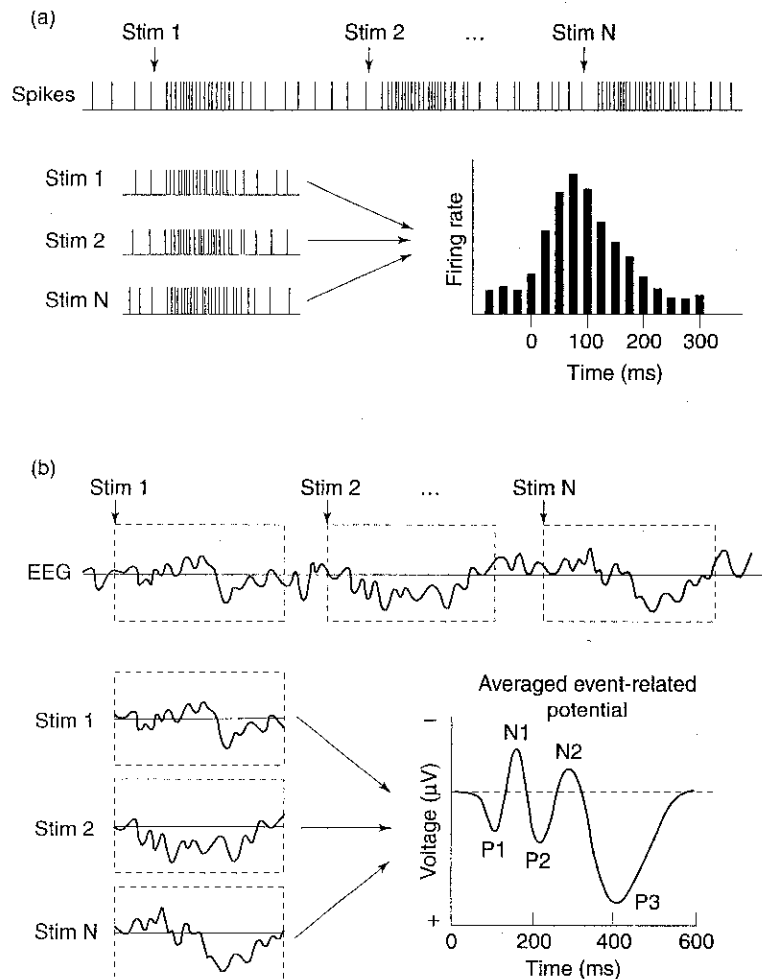 (a)
Stim 1 Stim 2 ... Stim N
Spikes
Stim 1
Stim 2
Stim N
Firing rate
0 100 200 300
Time (ms)
(b)
Stim 1 Stim 2 ... Stim N
EEG
Stim 1
Stim 2
Stim N
Averaged event-related
potential
Voltage (μV)
−
+
N1 N2
P1 P2 P3
0 200 400 600
Time (ms)